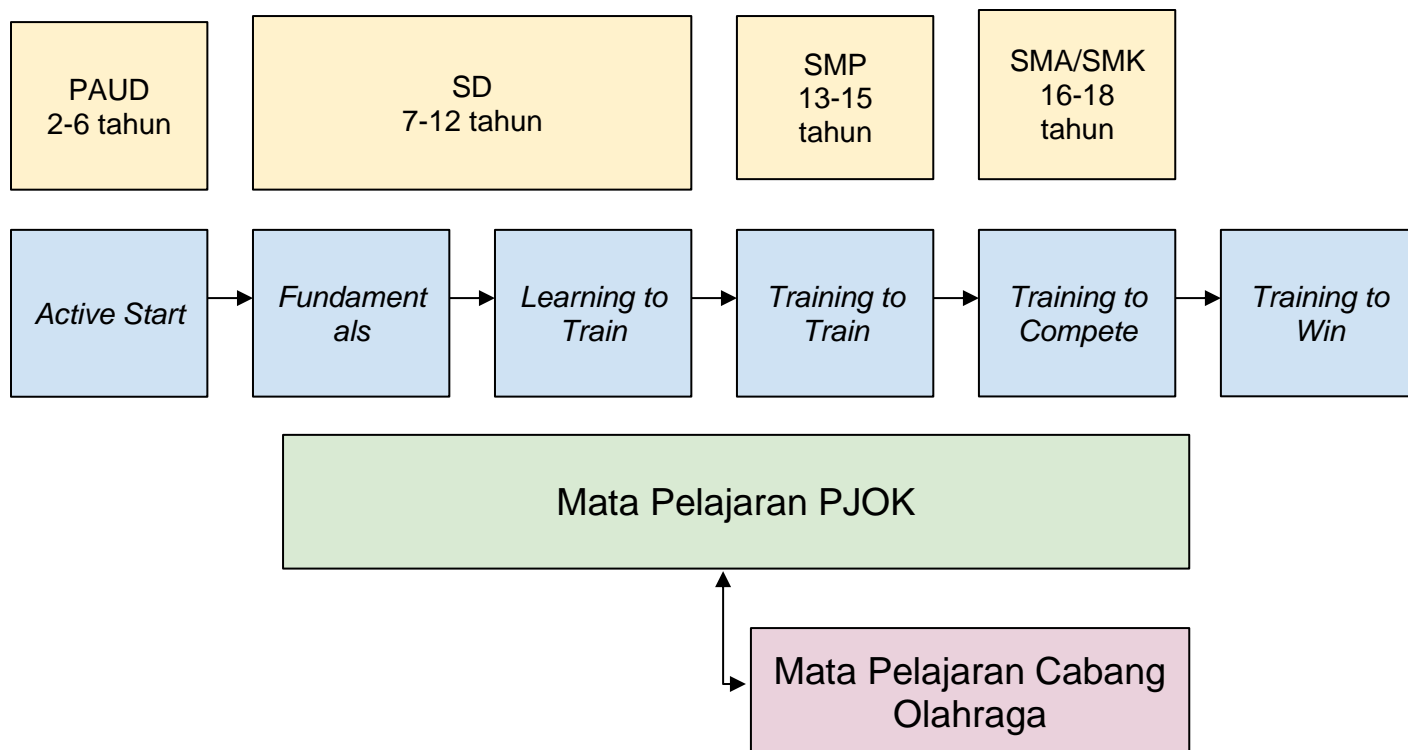 PAUD
2-6 tahun
SD
7-12 tahun
SMP
13-15
tahun
SMA/SMK
16-18
tahun
Active Start
Fundament
als
Learning to
Train
Training to
Train
Training to
Compete
Training to
Win
Mata Pelajaran PJOK
Mata Pelajaran Cabang
Olahraga